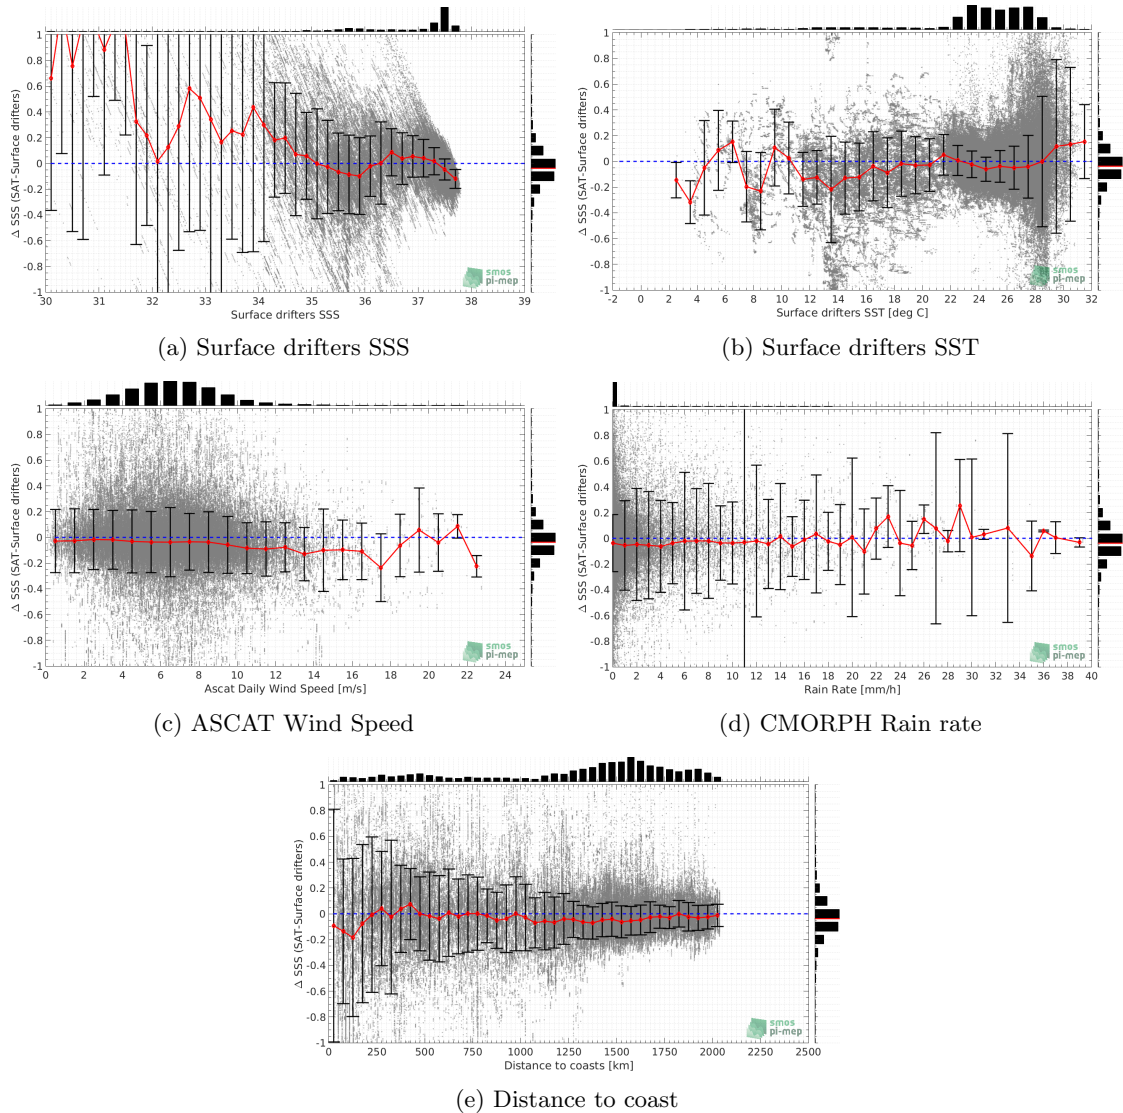 Δ SSS (SAT-Surface drifters)
1
0.8
0.6
0.4
0.2
0
-0.2
-0.4
-0.6
-0.8
-1
30 31 32 33 34 35 36 37 38 39
Surface drifters SSS
smos
pi-mep
(a) Surface drifters SSS
Δ SSS (SAT-Surface drifters)
1
0.8
0.6
0.4
0.2
0
-0.2
-0.4
-0.6
-0.8
-1
-2 0 2 4 6 8 10 12 14 16 18 20 22 24 26 28 30 32
Surface drifters SST [deg C]
smos
pi-mep
(b) Surface drifters SST
Δ SSS (SAT-Surface drifters)
1
0.8
0.6
0.4
0.2
0
-0.2
-0.4
-0.6
-0.8
-1
0 2 4 6 8 10 12 14 16 18 20 22 24
Ascat Daily Wind Speed [m/s]
smos
pi-mep
(c) ASCAT Wind Speed
Δ SSS (SAT-Surface drifters)
1
0.8
0.6
0.4
0.2
0
-0.2
-0.4
-0.6
-0.8
-1
0 2 4 6 8 10 12 14 16 18 20 22 24 26 28 30 32 34 36 38 40
Rain Rate [mm/h]
smos
pi-mep
(d) CMORPH Rain rate
Δ SSS (SAT-Surface drifters)
1
0.8
0.6
0.4
0.2
0
-0.2
-0.4
-0.6
-0.8
-1
0 250 500 750 1000 1250 1500 1750 2000 2250 2500
Distance to coasts [km]
smos
pi-mep
(e) Distance to coast